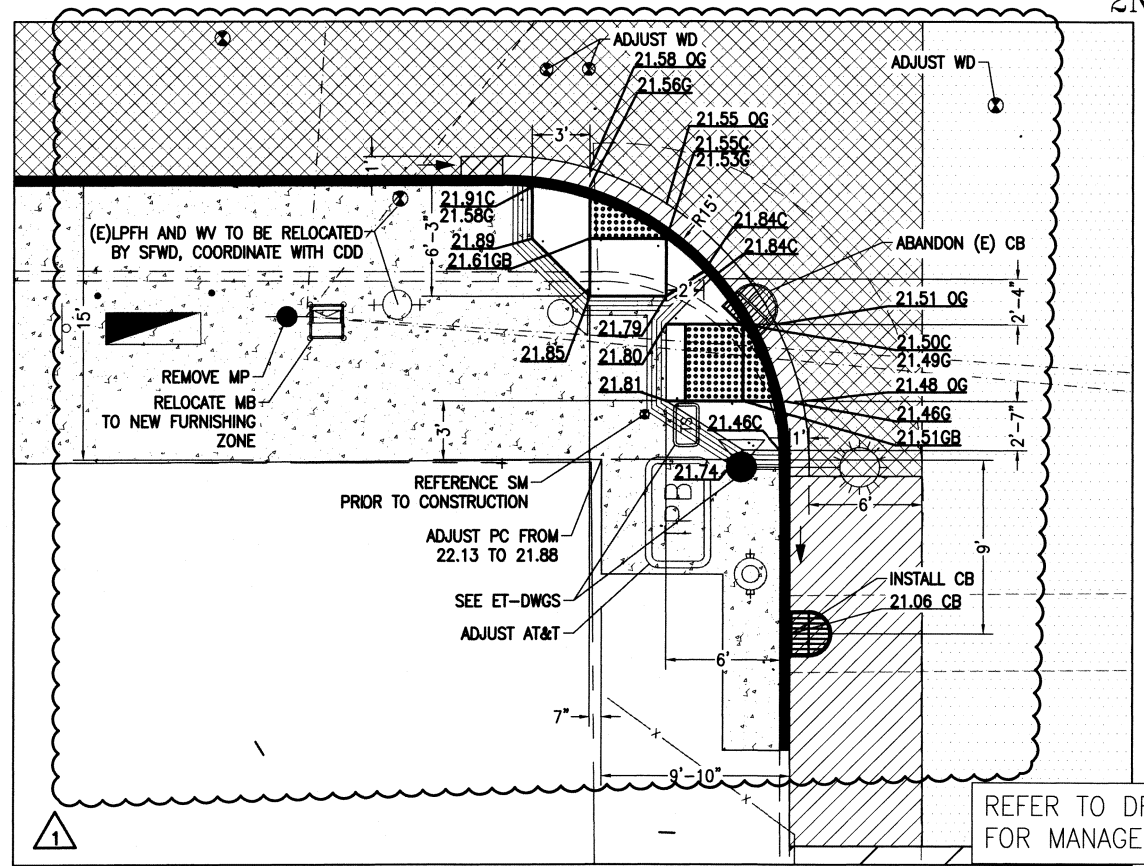 2N
ADJUST WD
21.58 OG
21.56G
ADJUST WD
21.55 OG
21.55C
21.53G
3'
1'
21.91C
21.58G
R15'
21.84C
21.84C
(E)LPFH AND WV TO BE RELOCATED
BY SFWD, COORDINATE WITH CDD
6'-3"
21.89
21.61GB
ABANDON (E) CB
2'
2'-4"
21.51 OG
15'
21.79
21.85
21.80
21.50C
21.49G
REMOVE MP
21.81
21.48 OG
RELOCATE MB
TO NEW FURNISHING
ZONE
3'
21.46G
21.46C
21.51GB
1'
2'-7"
21.74
REFERENCE SM
PRIOR TO CONSTRUCTION
PB
6'
ADJUST PC FROM
22.13 TO 21.88
9'
SEE ET-DWGS
INSTALL CB
21.06 CB
ADJUST AT&T
6'
7"
9'-10"
1
REFER TO DR
FOR MANAGE